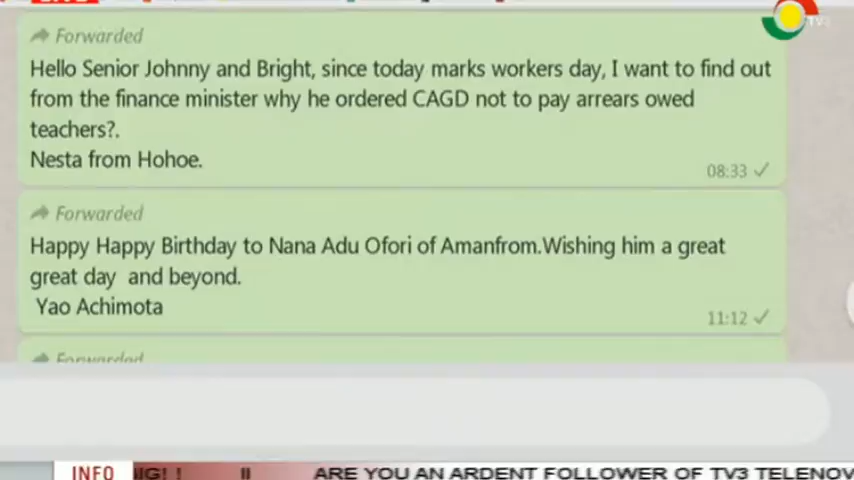 Forwarded
Hello Senior Johnny and Bright, since today marks workers day, I want to find out
from the finance minister why he ordered CAGD not to pay arrears owed
teachers?.
Nesta from Hohoe.
08:33
Forwarded
Happy Happy Birthday to Nana Adu Ofori of Amanfrom.Wishing him a great
great day and beyond.
Yao Achimota
11:12
Forwarded
TV3
INFO
!! ARE YOU AN ARDENT FOLLOWER OF TV3 TELENOV